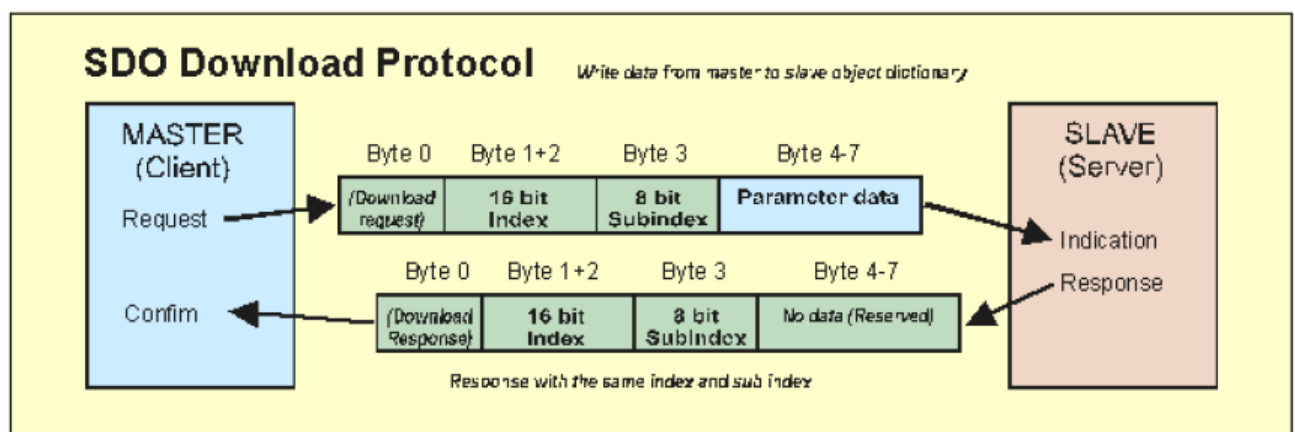 SDO Download Protocol
Write data from master to slave object dictionary
MASTER
(Client)
SLAVE
(Server)
Byte 0 Byte 1+2 Byte 3 Byte 4-7
Request
(Download
request)
16 bit
Index
8 bit
Subindex
Parameter data
Indication
Byte 0 Byte 1+2 Byte 3 Byte 4-7
Response
Confirm
(Download
Response)
16 bit
Index
8 bit
SubIndex
No data (Reserved)
Response with the same index and sub index